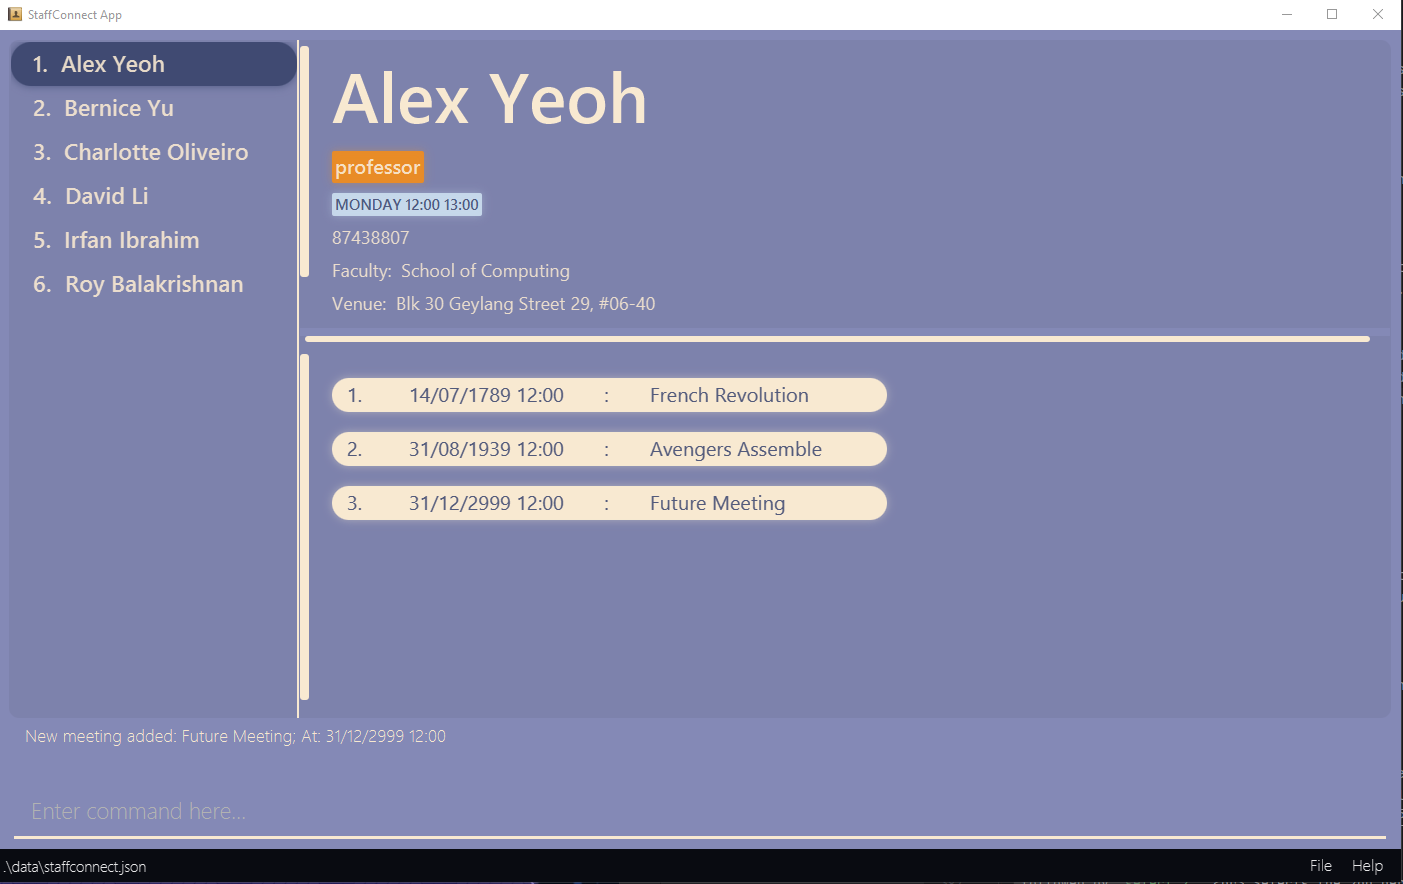 StaffConnect App
1. Alex Yeoh
2. Bernice Yu
3. Charlotte Oliveiro
4. David Li
5. Irfan Ibrahim
6. Roy Balakrishnan
Alex Yeoh
professor
MONDAY 12:00 13:00
87438807
Faculty: School of Computing
Venue: Blk 30 Geylang Street 29, #06-40
1. 14/07/1789 12:00 : French Revolution
2. 31/08/1939 12:00 : Avengers Assemble
3. 31/12/2999 12:00 : Future Meeting
New meeting added: Future Meeting; At: 31/12/2999 12:00
Enter command here...
.\data\staffconnect.json
File Help